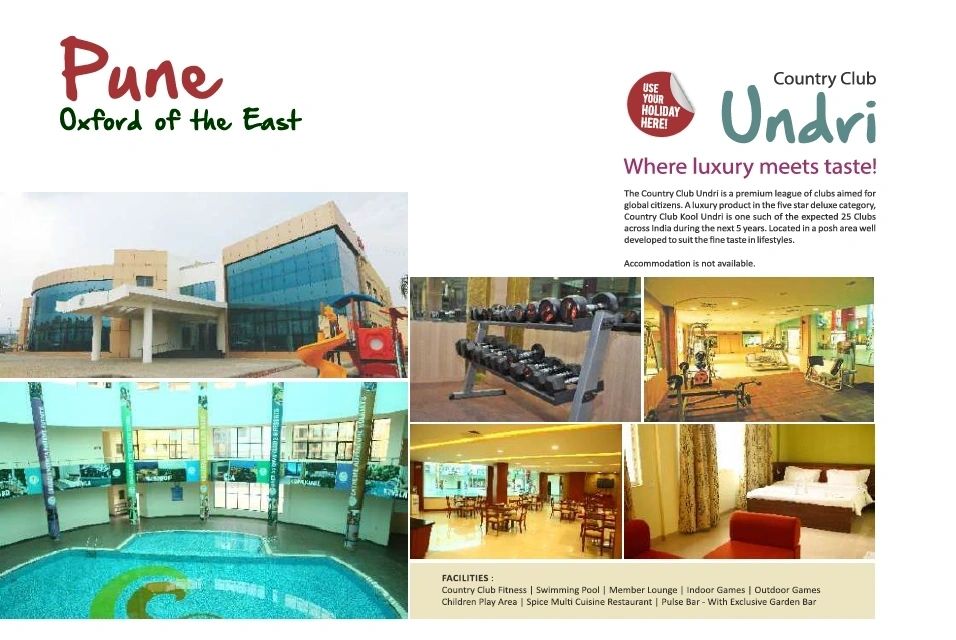 Pune
Oxford of the East
USE
YOUR
HOLIDAY
HERE!
Country Club
Undri
Where luxury meets taste!
The Country Club Undri is a premium league of clubs aimed for
global citizens. A luxury product in the five star deluxe category,
Country Club Kool Undri is one such of the expected 25 Clubs
across India during the next 5 years. Located in a posh area well
developed to suit the fine taste in lifestyles.
Accommodation is not available.
FACILITIES :
Country Club Fitness | Swimming Pool | Member Lounge | Indoor Games | Outdoor Games
Children Play Area | Spice Multi Cuisine Restaurant | Pulse Bar - With Exclusive Garden Bar